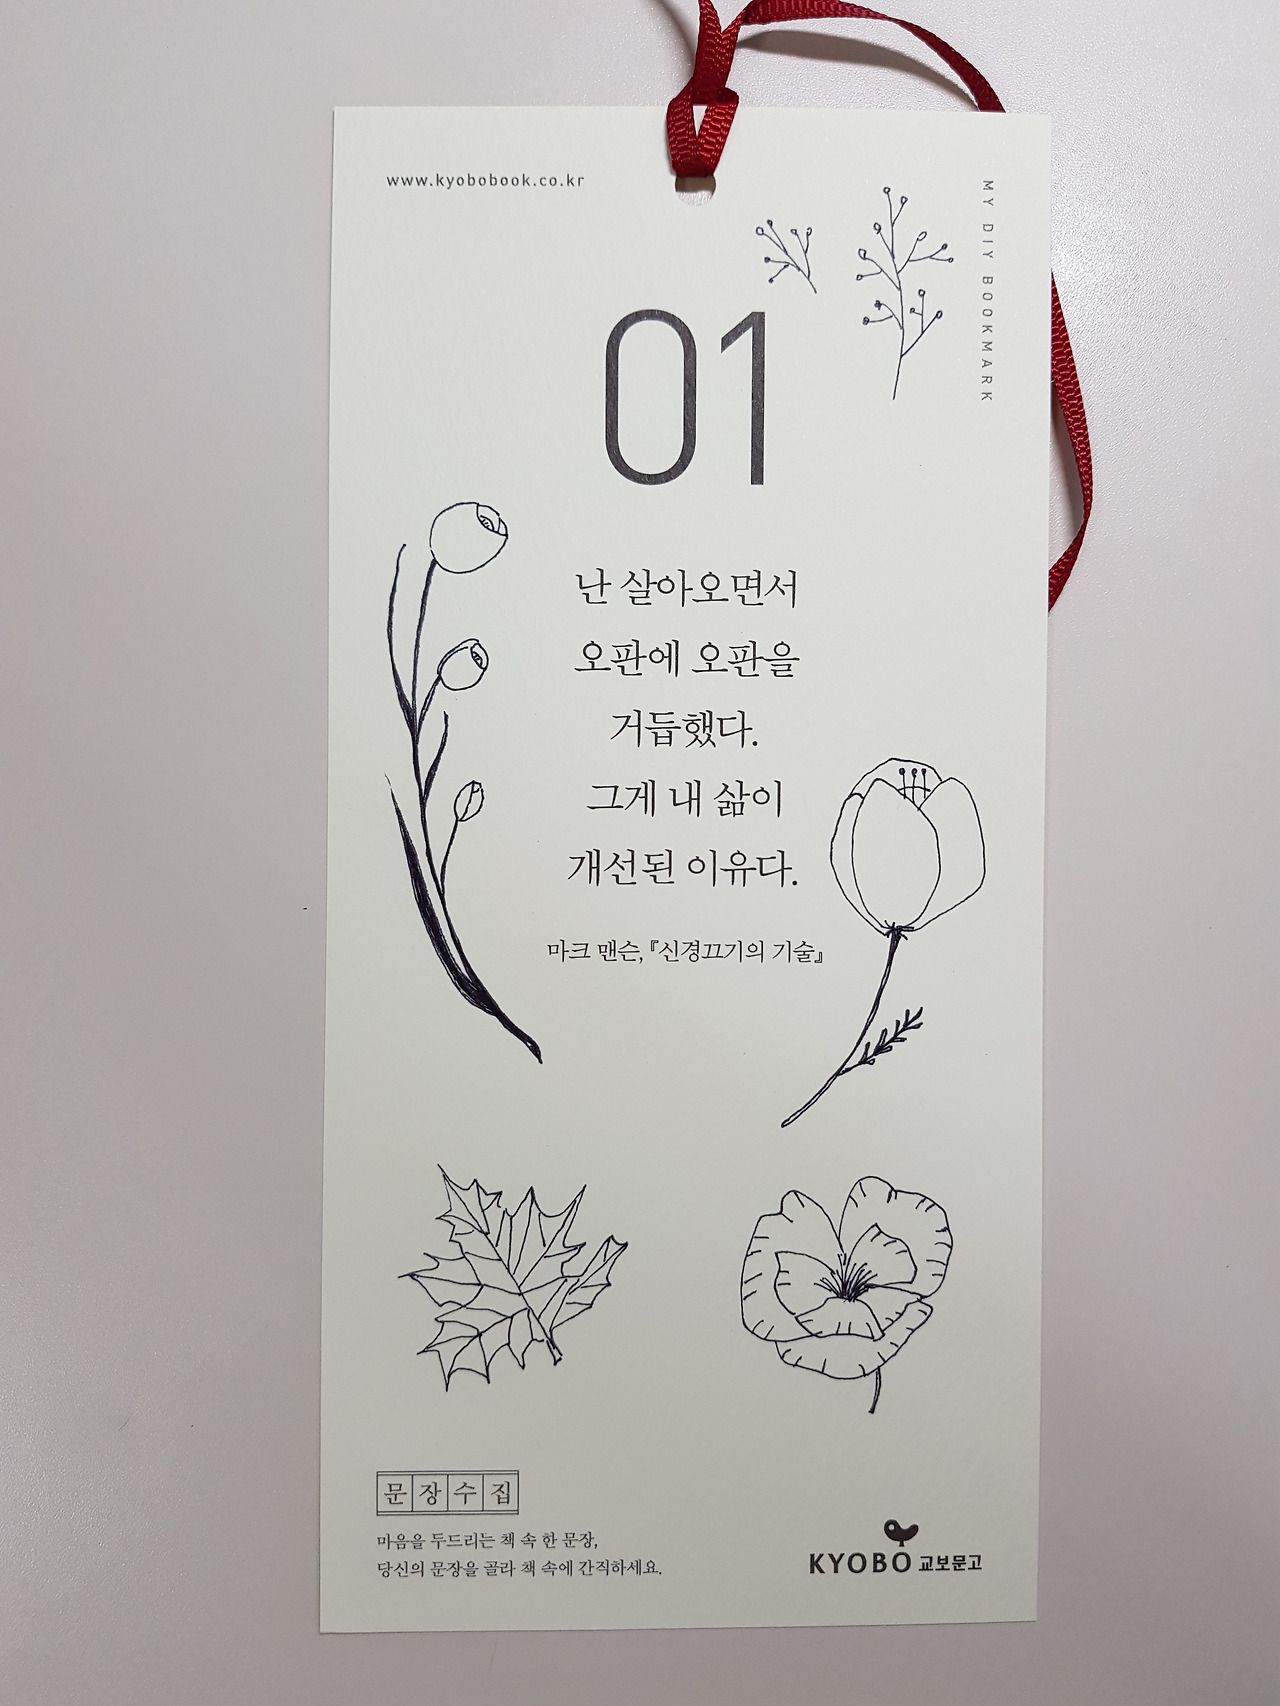 www.kyobobook.co.kr
MY DIY BOOKMARK
01
난 살아오면서
오판에 오판을
거듭했다.
그게 내 삶이
개선된 이유다.
마크 맨슨, 『신경끄기의 기술』
문장수집
마음을 두드리는 책 속 한 문장,
당신의 문장을 골라 책 속에 간직하세요.
KYOBO 교보문고